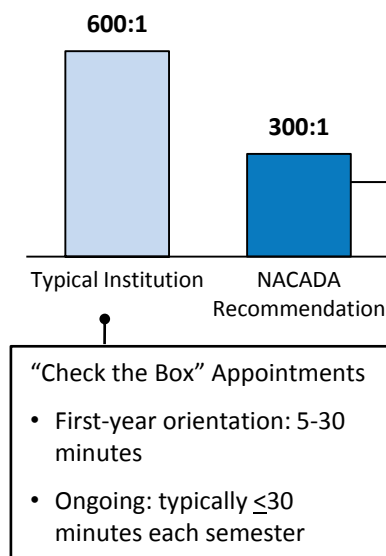 600:1
300:1
Typical Institution
NACADA
Recommendation
“Check the Box” Appointments
• First-year orientation: 5-30
minutes
• Ongoing: typically <30
minutes each semester